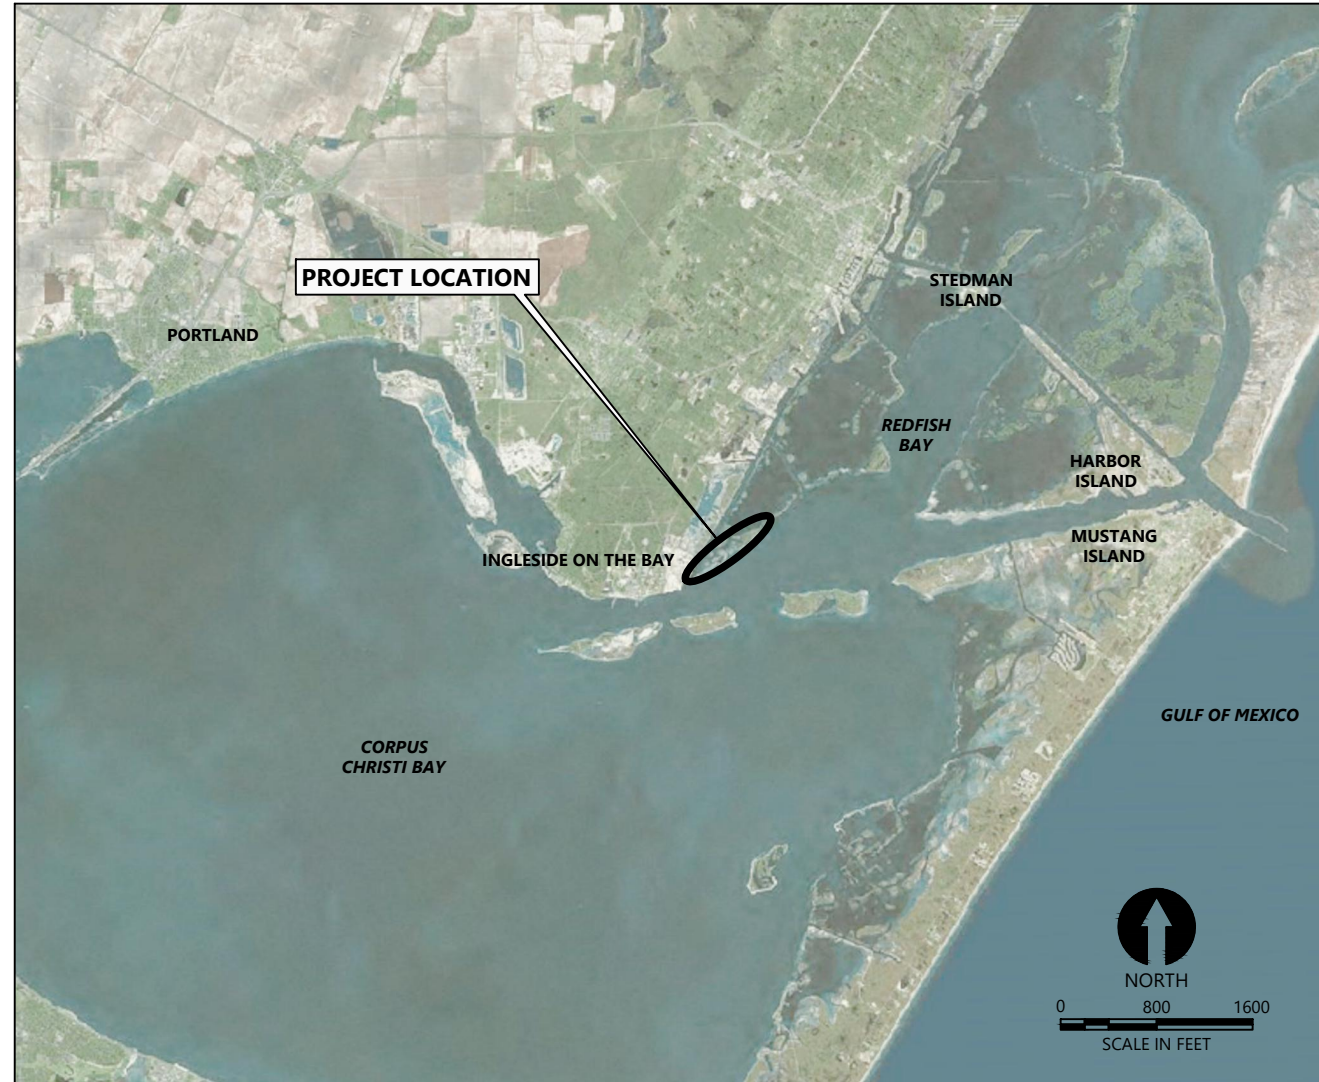 STEDMAN
ISLAND
PROJECT LOCATION
PORTLAND
REDFISH
BAY
HARBOR
ISLAND
MUSTANG
ISLAND
INGLESIDE ON THE BAY
GULF OF MEXICO
CORPUS
CHRISTI BAY
NORTH
0 800 1600
SCALE IN FEET